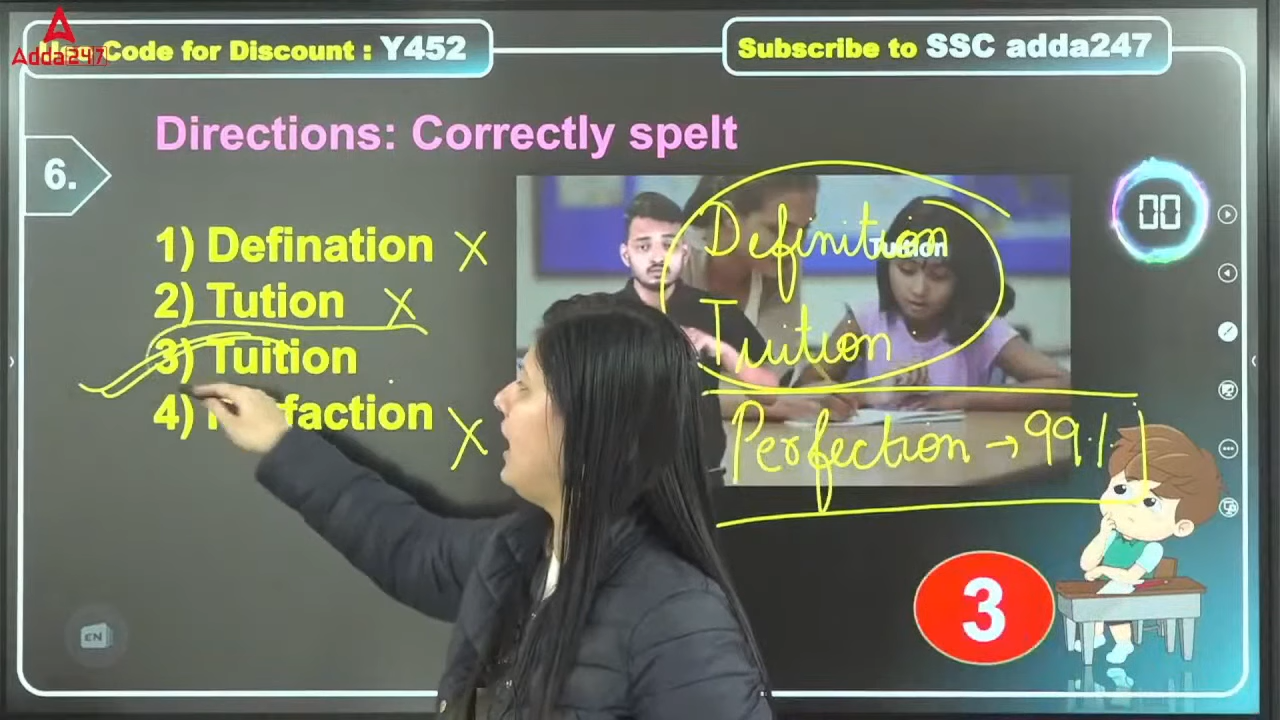 Adda247
Code for Discount : Y452
Subscribe to SSC adda247
6.
Directions: Correctly spelt
00
1) Defination X
2) Tution X
3) Tuition
4) faction X
Tuition
Definition
Tuition
Perfection → 99%
3
EN